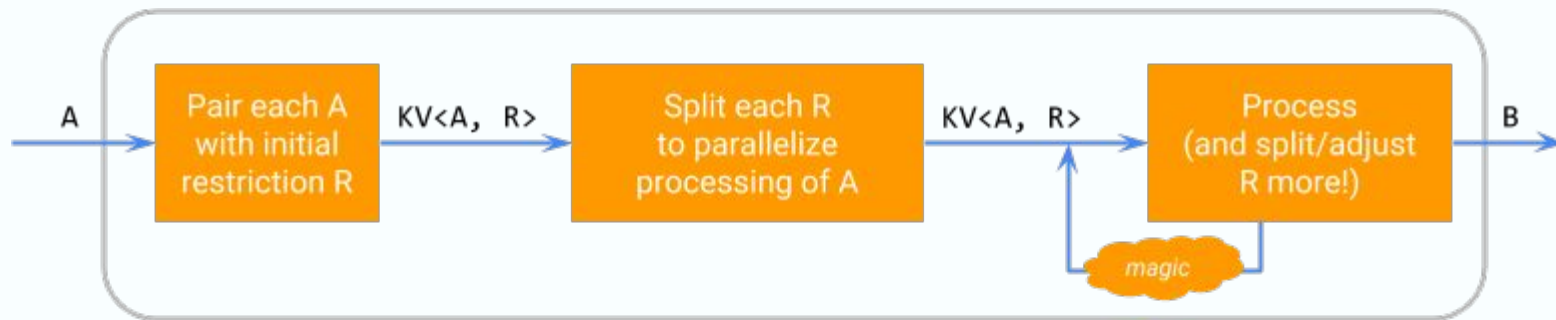 A
Pair each A
with initial
restriction R
KV<A, R>
Split each R
to parallelize
processing of A
KV<A, R>
Process
(and split/adjust
R more!)
B
magic